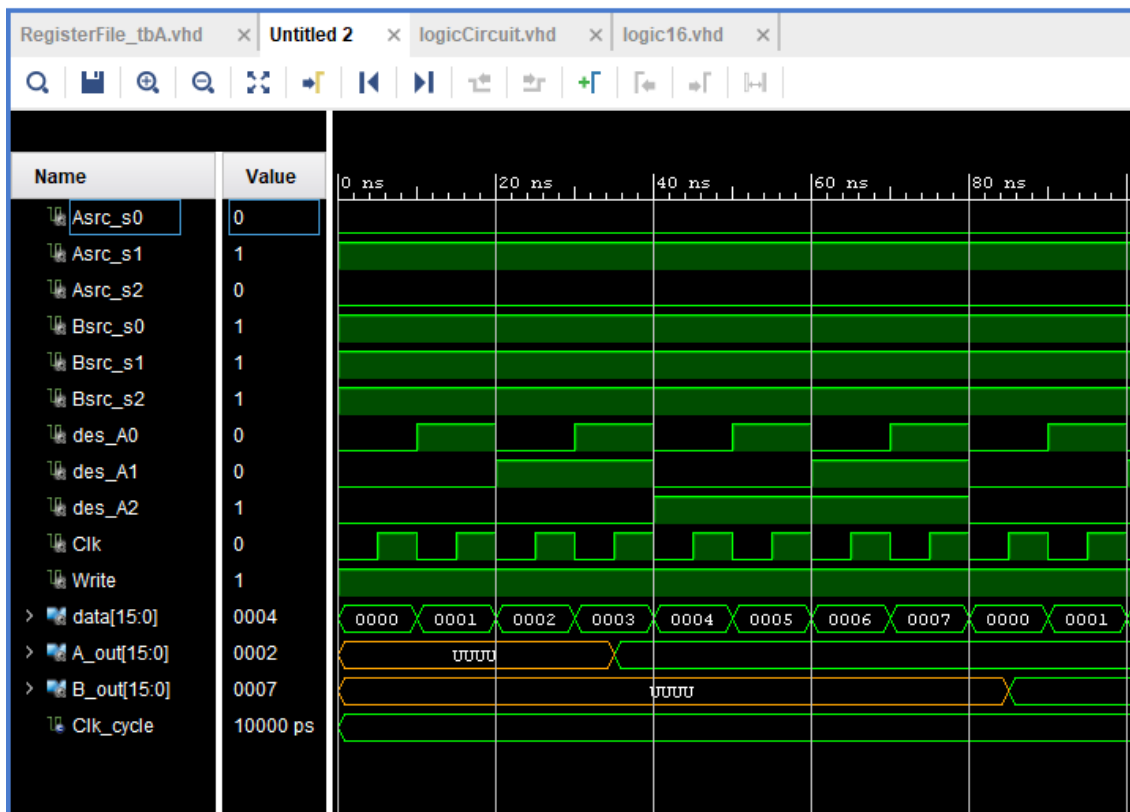 RegisterFile_tbA.vhd × Untitled 2 × logicCircuit.vhd × logic16.vhd ×
Name Value 0 ns 20 ns 40 ns 60 ns 80 ns
Asrc_s0 0
Asrc_s1 1
Asrc_s2 0
Bsrc_s0 1
Bsrc_s1 1
Bsrc_s2 1
des_A0 0
des_A1 0
des_A2 1
Clk 0
Write 1
> data[15:0] 0004 0000 0001 0002 0003 0004 0005 0006 0007 0000 0001
> A_out[15:0] 0002 UUUU
> B_out[15:0] 0007 UUUU
Clk_cycle 10000 ps